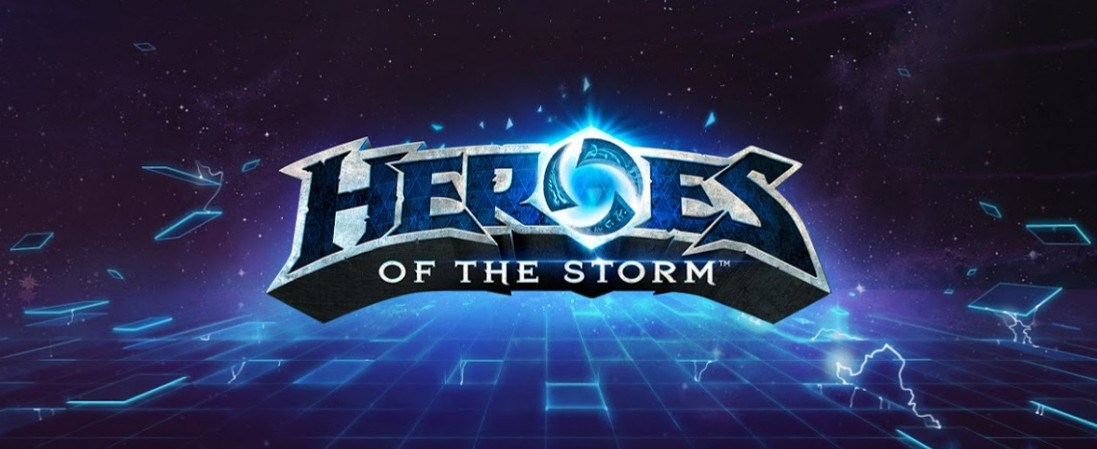 HEROES
OF THE STORM™